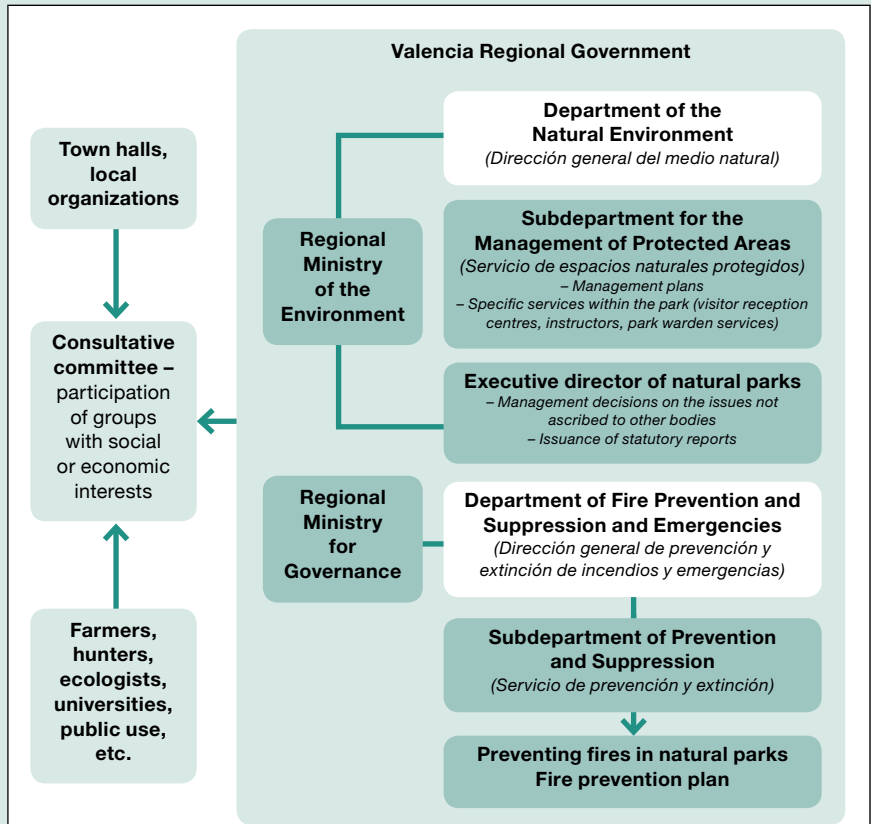 Valencia Regional Government
Town halls,
local
organizations
Consultative
committee –
participation
of groups
with social
or economic
interests
Farmers,
hunters,
ecologists,
universities,
public use,
etc.
Regional
Ministry
of the
Environment
Department of the
Natural Environment
(Dirección general del medio natural)
Subdepartment for the
Management of Protected Areas
(Servicio de espacios naturales protegidos)
– Management plans
– Specific services within the park (visitor reception
centres, instructors, park warden services)
Executive director of natural parks
– Management decisions on the issues not
ascribed to other bodies
– Issuance of statutory reports
Regional
Ministry
for
Governance
Department of Fire Prevention and
Suppression and Emergencies
(Dirección general de prevención y
extinción de incendios y emergencias)
Subdepartment of Prevention
and Suppression
(Servicio de prevención y extinción)
Preventing fires in natural parks
Fire prevention plan